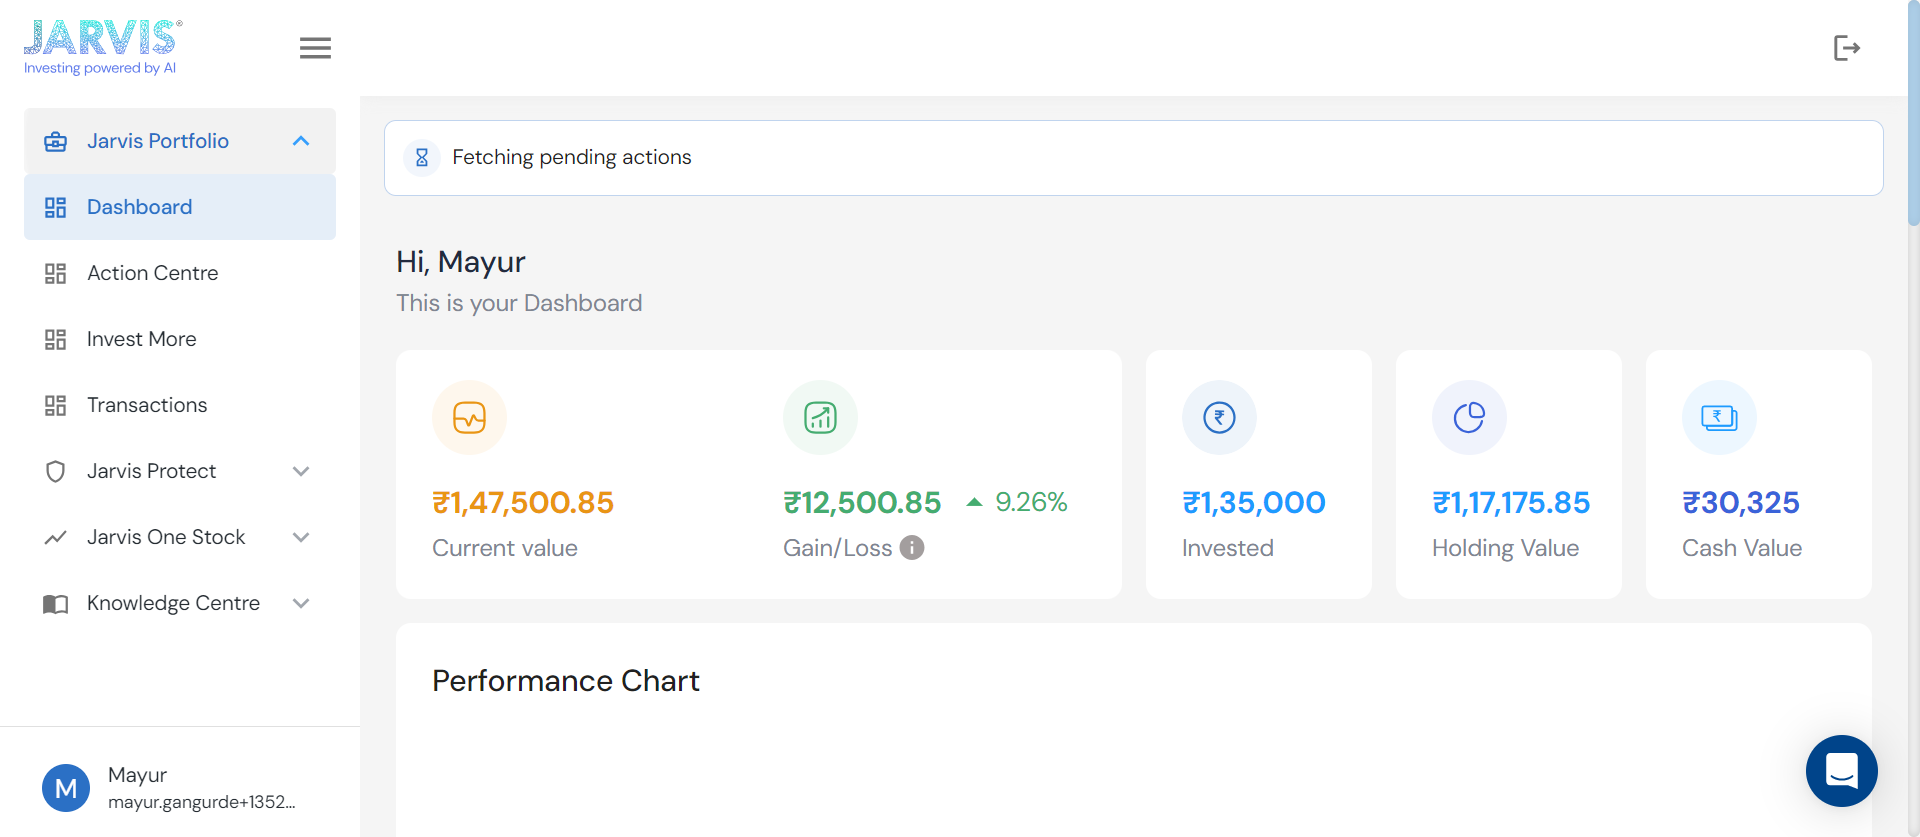 JARVIS®
Investing powered by AI
Jarvis Portfolio
Dashboard
Action Centre
Invest More
Transactions
Jarvis Protect
Jarvis One Stock
Knowledge Centre
M
Mayur
mayur.gangurde+1352...
Fetching pending actions
Hi, Mayur
This is your Dashboard
₹1,47,500.85
Current value
₹12,500.85 9.26%
Gain/Loss
₹1,35,000
Invested
₹1,17,175.85
Holding Value
₹30,325
Cash Value
Performance Chart